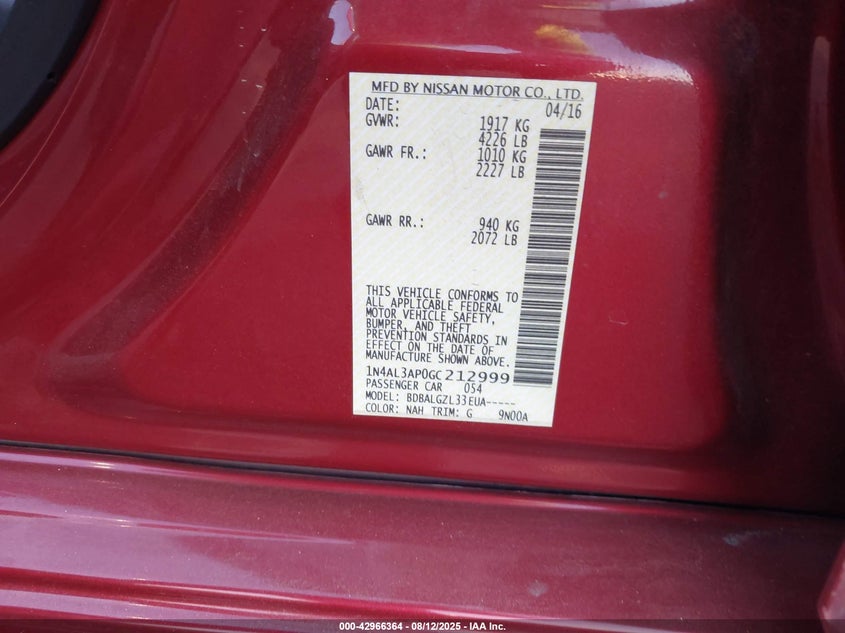 MFD BY NISSAN MOTOR CO., LTD.
DATE: 04/16
GVWR: 1917 KG
4226 LB
GAWR FR.: 1010 KG
2227 LB
GAWR RR.: 940 KG
2072 LB
THIS VEHICLE CONFORMS TO
ALL APPLICABLE FEDERAL
MOTOR VEHICLE SAFETY,
BUMPER, AND THEFT
PREVENTION STANDARDS IN
EFFECT ON THE DATE OF
MANUFACTURE SHOWN ABOVE.
1N4AL3AP0GC212999
PASSENGER CAR 054
MODEL: BDBALGZL33EUA-----
COLOR: NAH TRIM: G 9N00A
000-42966364 - 08/12/2025 - IAA Inc.